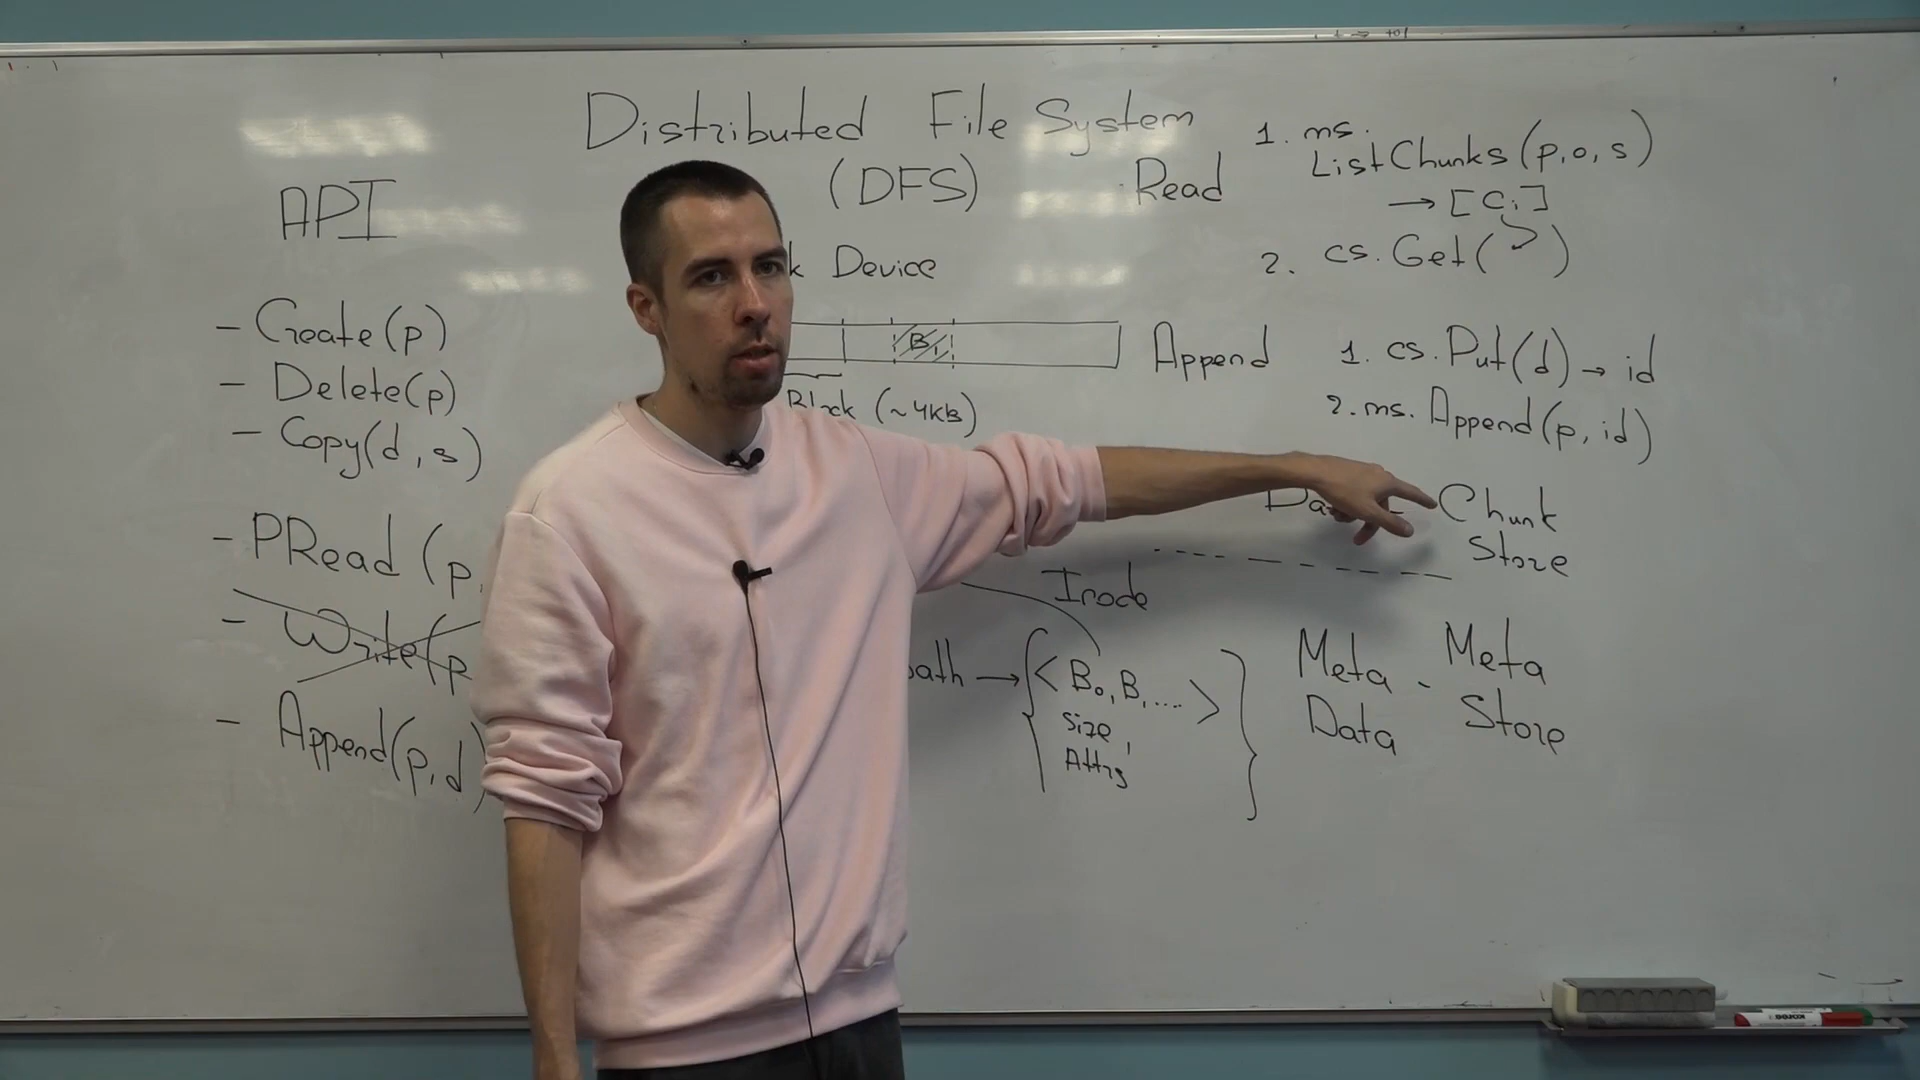 Distributed File System
(DFS)
API
- Create(p)
- Delete(p)
- Copy(d, s)
- PRead (p,
- Write(p
- Append(p,d)
k Device
B1
Block (~4KB)
Inode
path → { < B0, B1, .... > }
Size,
Attrs
Read
1. ms.
ListChunks(p,o,s)
→ [ci]
2. cs. Get( )
Append
1. cs. Put(d) → id
2. ms. Append(p, id)
Chunk
Store
Meta - Meta
Data Store